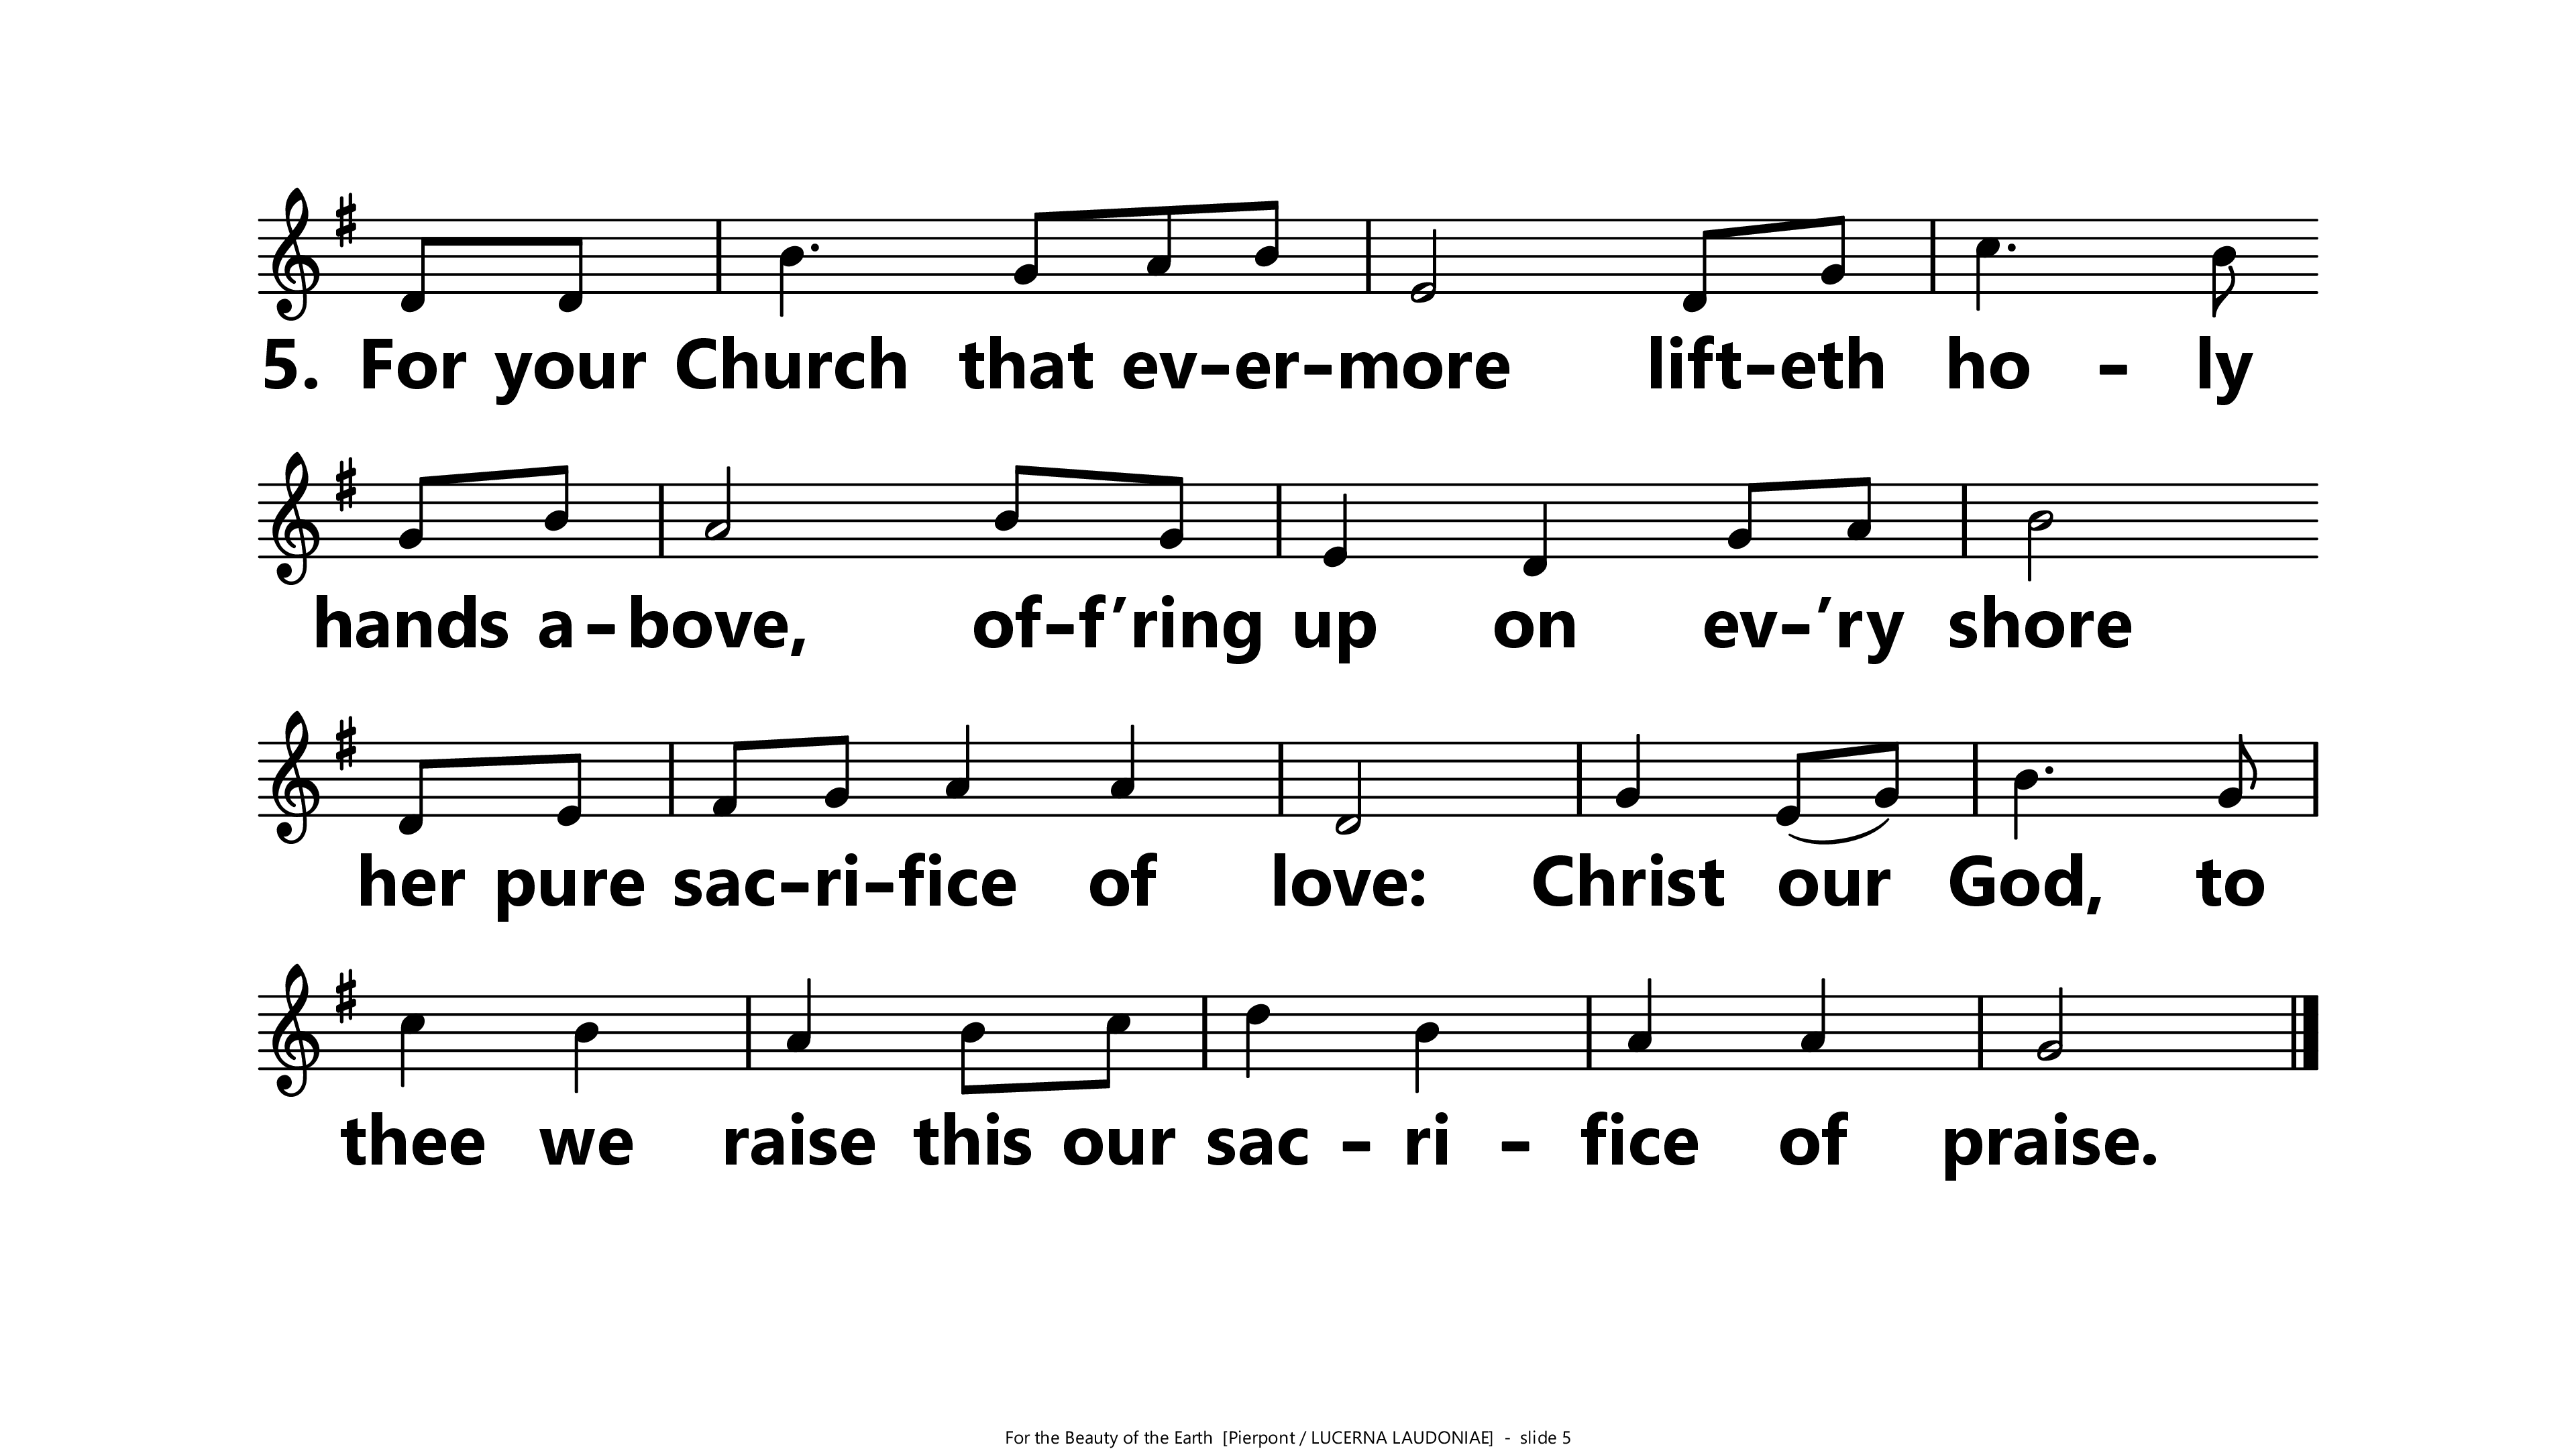 5. For your Church that ev-er-more lift-eth ho - ly
hands a-bove, of-f’ring up on ev-’ry shore
her pure sac-ri-fice of love: Christ our God, to
thee we raise this our sac - ri - fice of praise.
For the Beauty of the Earth [Pierpont / LUCERNA LAUDONIAE] - slide 5